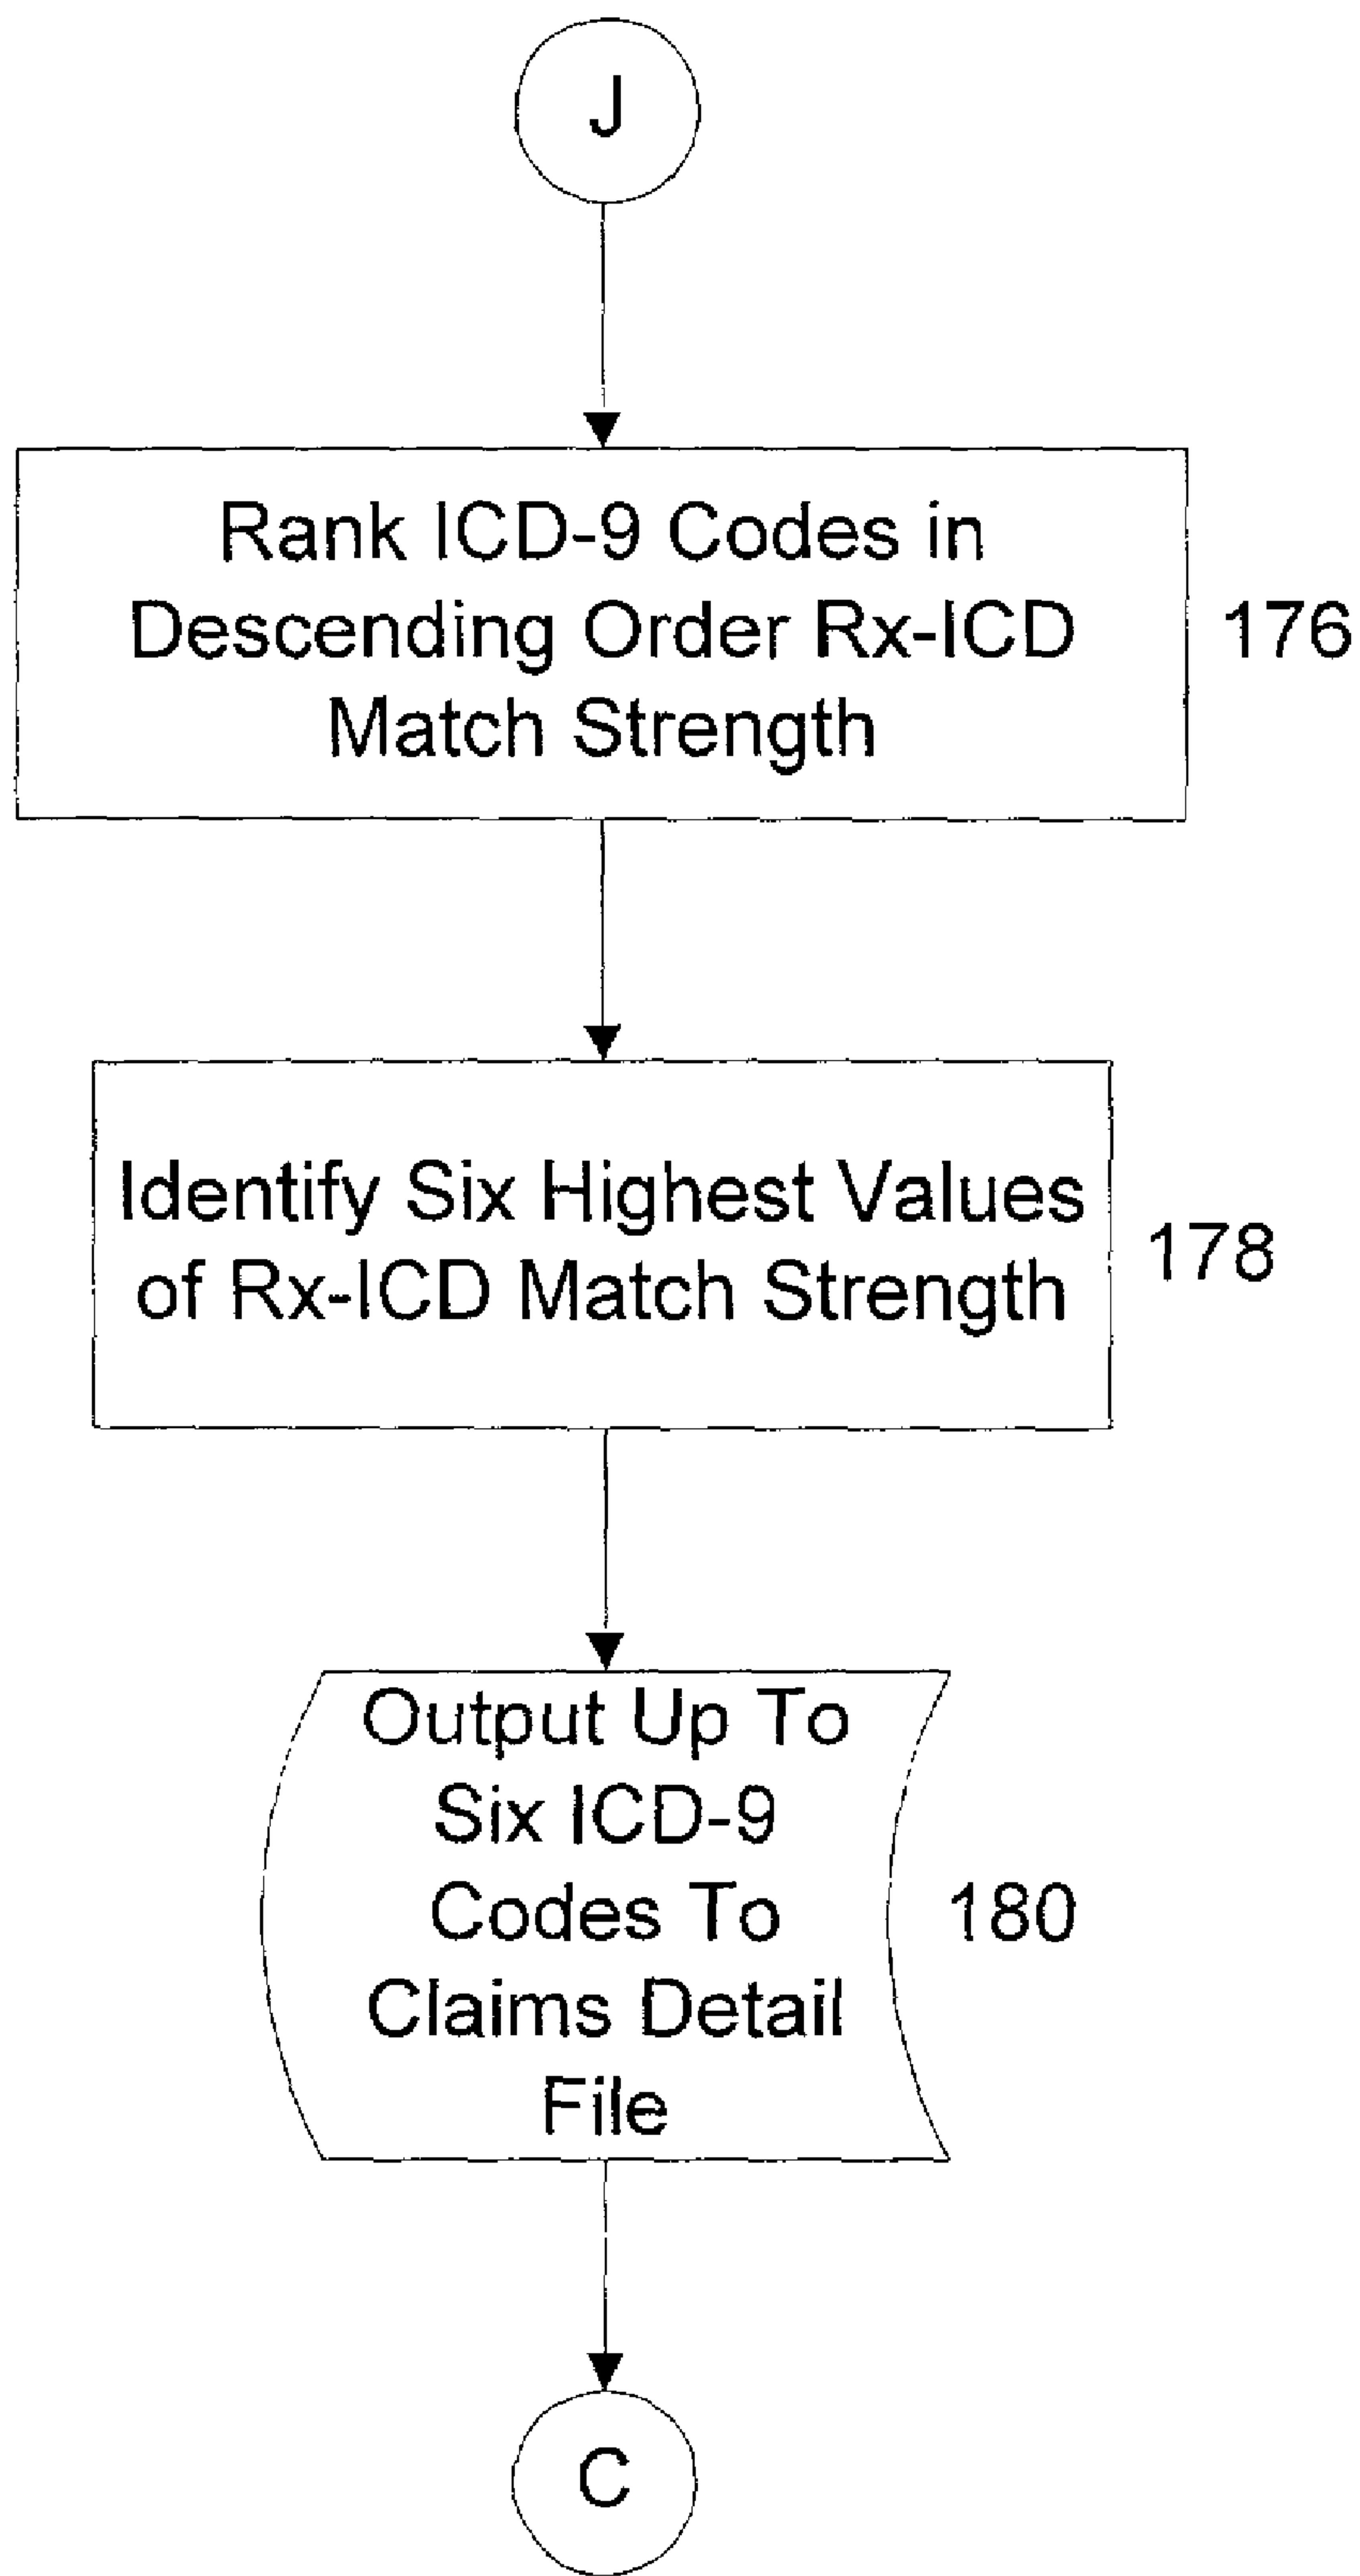 J
Rank ICD-9 Codes in
Descending Order Rx-ICD
Match Strength
176
Identify Six Highest Values
of Rx-ICD Match Strength
178
Output Up To
Six ICD-9
Codes To
Claims Detail
File
180
C